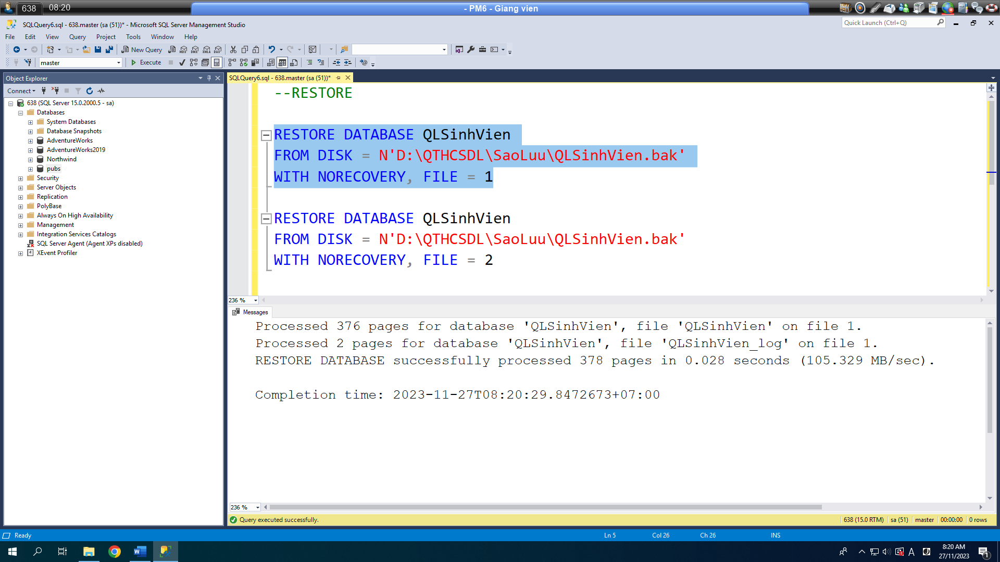 638 08:20 - PM6 - Giang vien
SQLQuery6.sql - 638.master (sa (51))* - Microsoft SQL Server Management Studio
Quick Launch (Ctrl+Q)
File Edit View Query Project Tools Window Help
New Query MDX DMX XMLA DAX
master Execute
Object Explorer
Connect
638 (SQL Server 15.0.2000.5 - sa)
Databases
System Databases
Database Snapshots
AdventureWorks
AdventureWorks2019
Northwind
pubs
Security
Server Objects
Replication
PolyBase
Always On High Availability
Management
Integration Services Catalogs
SQL Server Agent (Agent XPs disabled)
XEvent Profiler
SQLQuery6.sql - 638.master (sa (51))*
--RESTORE
RESTORE DATABASE QLSinhVien
FROM DISK = N'D:\QTHCSDL\SaoLuu\QLSinhVien.bak'
WITH NORECOVERY, FILE = 1
RESTORE DATABASE QLSinhVien
FROM DISK = N'D:\QTHCSDL\SaoLuu\QLSinhVien.bak'
WITH NORECOVERY, FILE = 2
236 %
Messages
Processed 376 pages for database 'QLSinhVien', file 'QLSinhVien' on file 1.
Processed 2 pages for database 'QLSinhVien', file 'QLSinhVien_log' on file 1.
RESTORE DATABASE successfully processed 378 pages in 0.028 seconds (105.329 MB/sec).
Completion time: 2023-11-27T08:20:29.8472673+07:00
236 %
Query executed successfully. 638 (15.0 RTM) sa (51) master 00:00:00 0 rows
Ready Ln 5 Col 26 Ch 26 INS
A 8:20 AM
27/11/2023
1